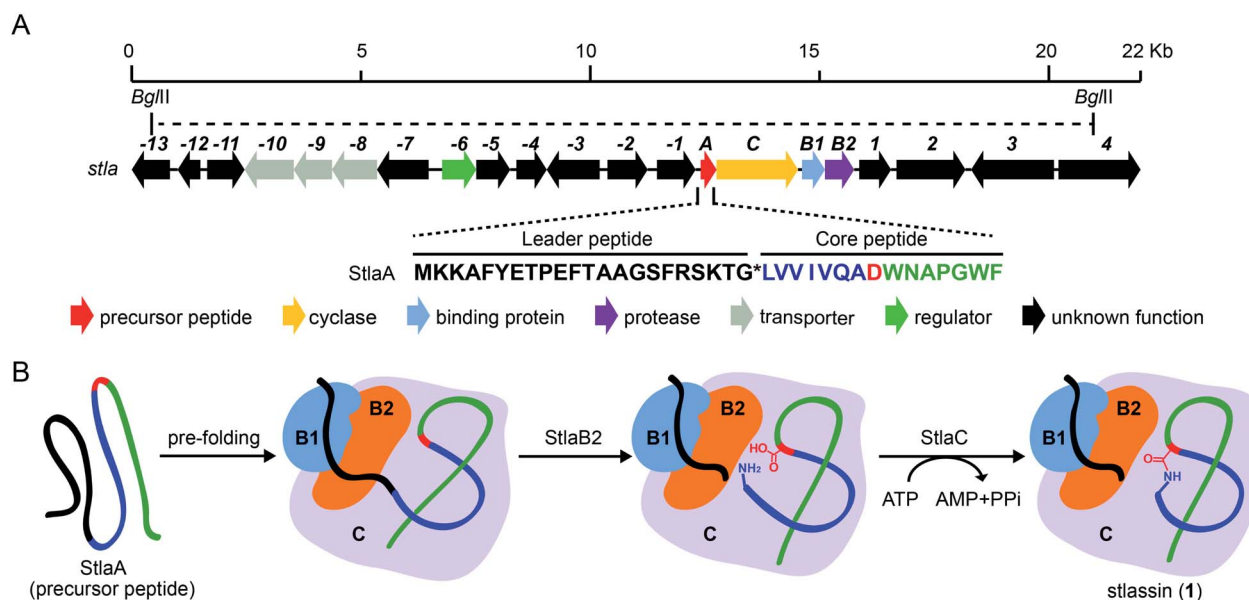 A
0 5 10 15 20 22 Kb
BglII BglII
-13 -12 -11 -10 -9 -8 -7 -6 -5 -4 -3 -2 -1 A C B1 B2 1 2 3 4
stla
Leader peptide Core peptide
StlaA MKKAFYETPEFTAAGSFRSKTG*LVVIVQADWNAPGWF
precursor peptide cyclase binding protein protease transporter regulator unknown function
B
B1 B2 C
B1 B2 C
B1 B2 C
pre-folding StlaB2 StlaC
HO O NH2
O NH
ATP AMP+PPi
StlaA
(precursor peptide)
stlassin (1)